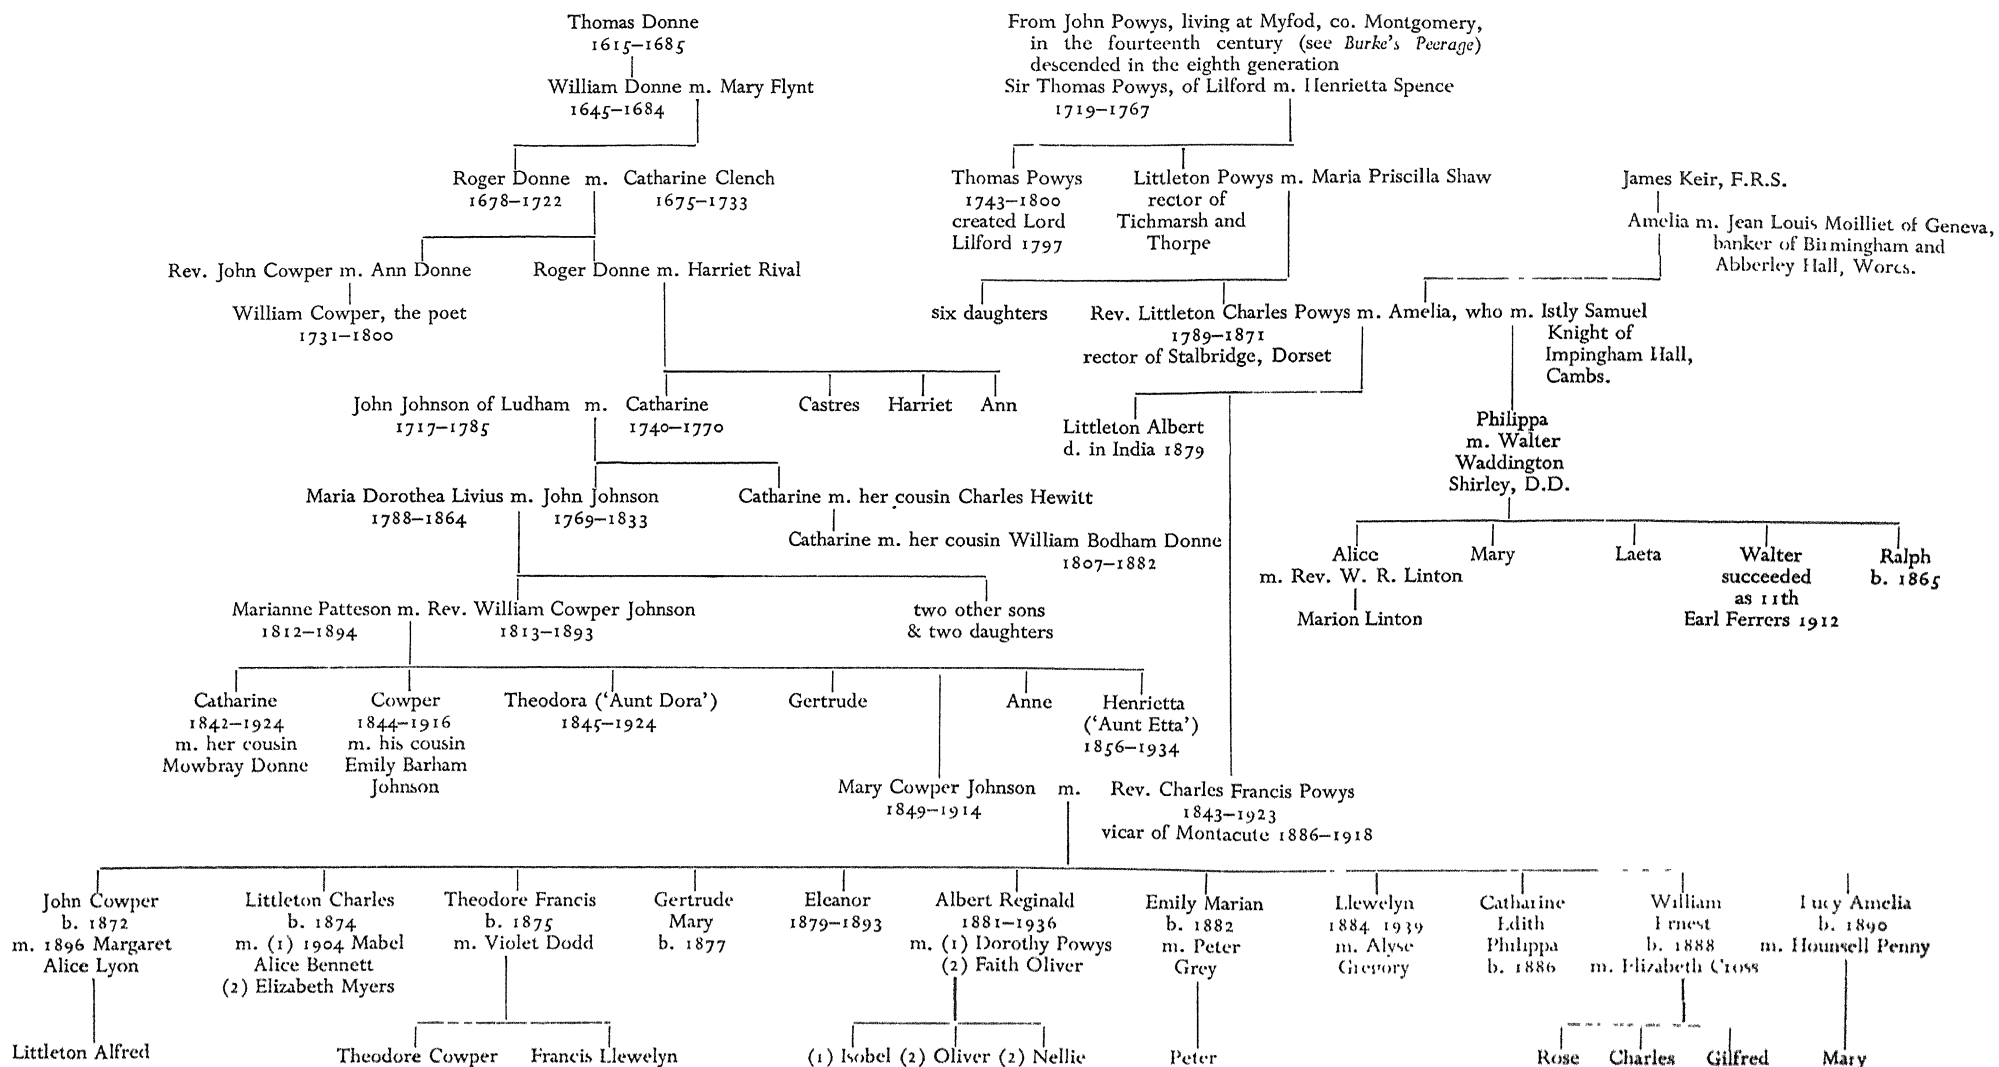 Thomas Donne
1615–1685
William Donne m. Mary Flynt
1645–1684
From John Powys, living at Myfod, co. Montgomery,
in the fourteenth century (see Burke's Peerage)
descended in the eighth generation
Sir Thomas Powys, of Lilford m. Henrietta Spence
1719–1767
Roger Donne m. Catharine Clench
1678–1722 1675–1733
Thomas Powys
1743–1800
created Lord
Lilford 1797
Littleton Powys m. Maria Priscilla Shaw
rector of
Tichmarsh and
Thorpe
James Keir, F.R.S.
Amelia m. Jean Louis Moilliet of Geneva,
banker of Birmingham and
Abberley Hall, Worcs.
Rev. John Cowper m. Ann Donne
Roger Donne m. Harriet Rival
William Cowper, the poet
1731–1800
six daughters
Rev. Littleton Charles Powys m. Amelia, who m. Istly Samuel
1789–1871
rector of Stalbridge, Dorset
Knight of
Impingham Hall,
Cambs.
John Johnson of Ludham m. Catharine
1717–1785 1740–1770
Castres
Harriet
Ann
Littleton Albert
d. in India 1879
Philippa
m. Walter
Waddington
Shirley, D.D.
Maria Dorothea Livius m. John Johnson
1788–1864 1769–1833
Catharine m. her cousin Charles Hewitt
Catharine m. her cousin William Bodham Donne
1807–1882
Alice
m. Rev. W. R. Linton
Marion Linton
Mary
Laeta
Walter
succeeded
as 11th
Earl Ferrers 1912
Ralph
b. 1865
Marianne Patteson m. Rev. William Cowper Johnson
1812–1894 1813–1893
two other sons
& two daughters
Catharine
1842–1924
m. her cousin
Mowbray Donne
Cowper
1844–1916
m. his cousin
Emily Barham
Johnson
Theodora ('Aunt Dora')
1845–1924
Gertrude
Anne
Henrietta
('Aunt Etta')
1856–1934
Mary Cowper Johnson m. Rev. Charles Francis Powys
1849–1914 1843–1923
vicar of Montacute 1886–1918
John Cowper
b. 1872
m. 1896 Margaret
Alice Lyon
Littleton Alfred
Littleton Charles
b. 1874
m. (1) 1904 Mabel
Alice Bennett
(2) Elizabeth Myers
Theodore Francis
b. 1875
m. Violet Dodd
Theodore Cowper
Francis Llewelyn
Gertrude
Mary
b. 1877
Eleanor
1879–1893
Albert Reginald
1881–1936
m. (1) Dorothy Powys
(2) Faith Oliver
(1) Isobel (2) Oliver (2) Nellie
Emily Marian
b. 1882
m. Peter
Grey
Peter
Llewelyn
1884 1939
m. Alyse
Gregory
Catharine
Edith
Philippa
b. 1886
William
Ernest
b. 1888
m. Elizabeth Cross
Rose
Charles
Gilfred
Lucy Amelia
b. 1890
m. Hounsell Penny
Mary